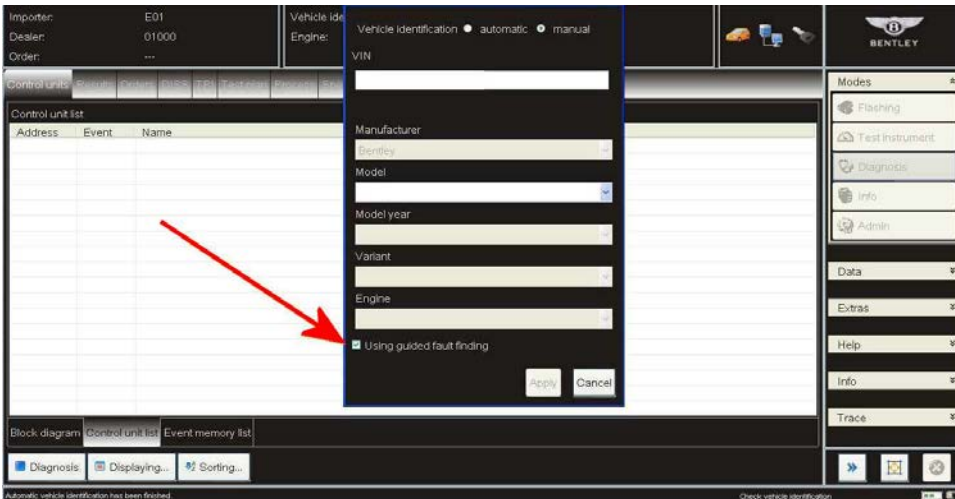 Importer: E01
Dealer: 01000
Order: ---
Vehicle ide
Engine:
BENTLEY
Control units
Control unit list
Address Event Name
Vehicle identification automatic manual
VIN
Manufacturer
Bentley
Model
Model year
Variant
Engine
Using guided fault finding
Apply Cancel
Modes
Flashing
Test instrument
Diagnosis
Info
Admin
Data
Extras
Help
Info
Trace
Block diagram Control unit list Event memory list
Diagnosis Displaying... Sorting...
Automatic vehicle identification has been finished. Check vehicle identification